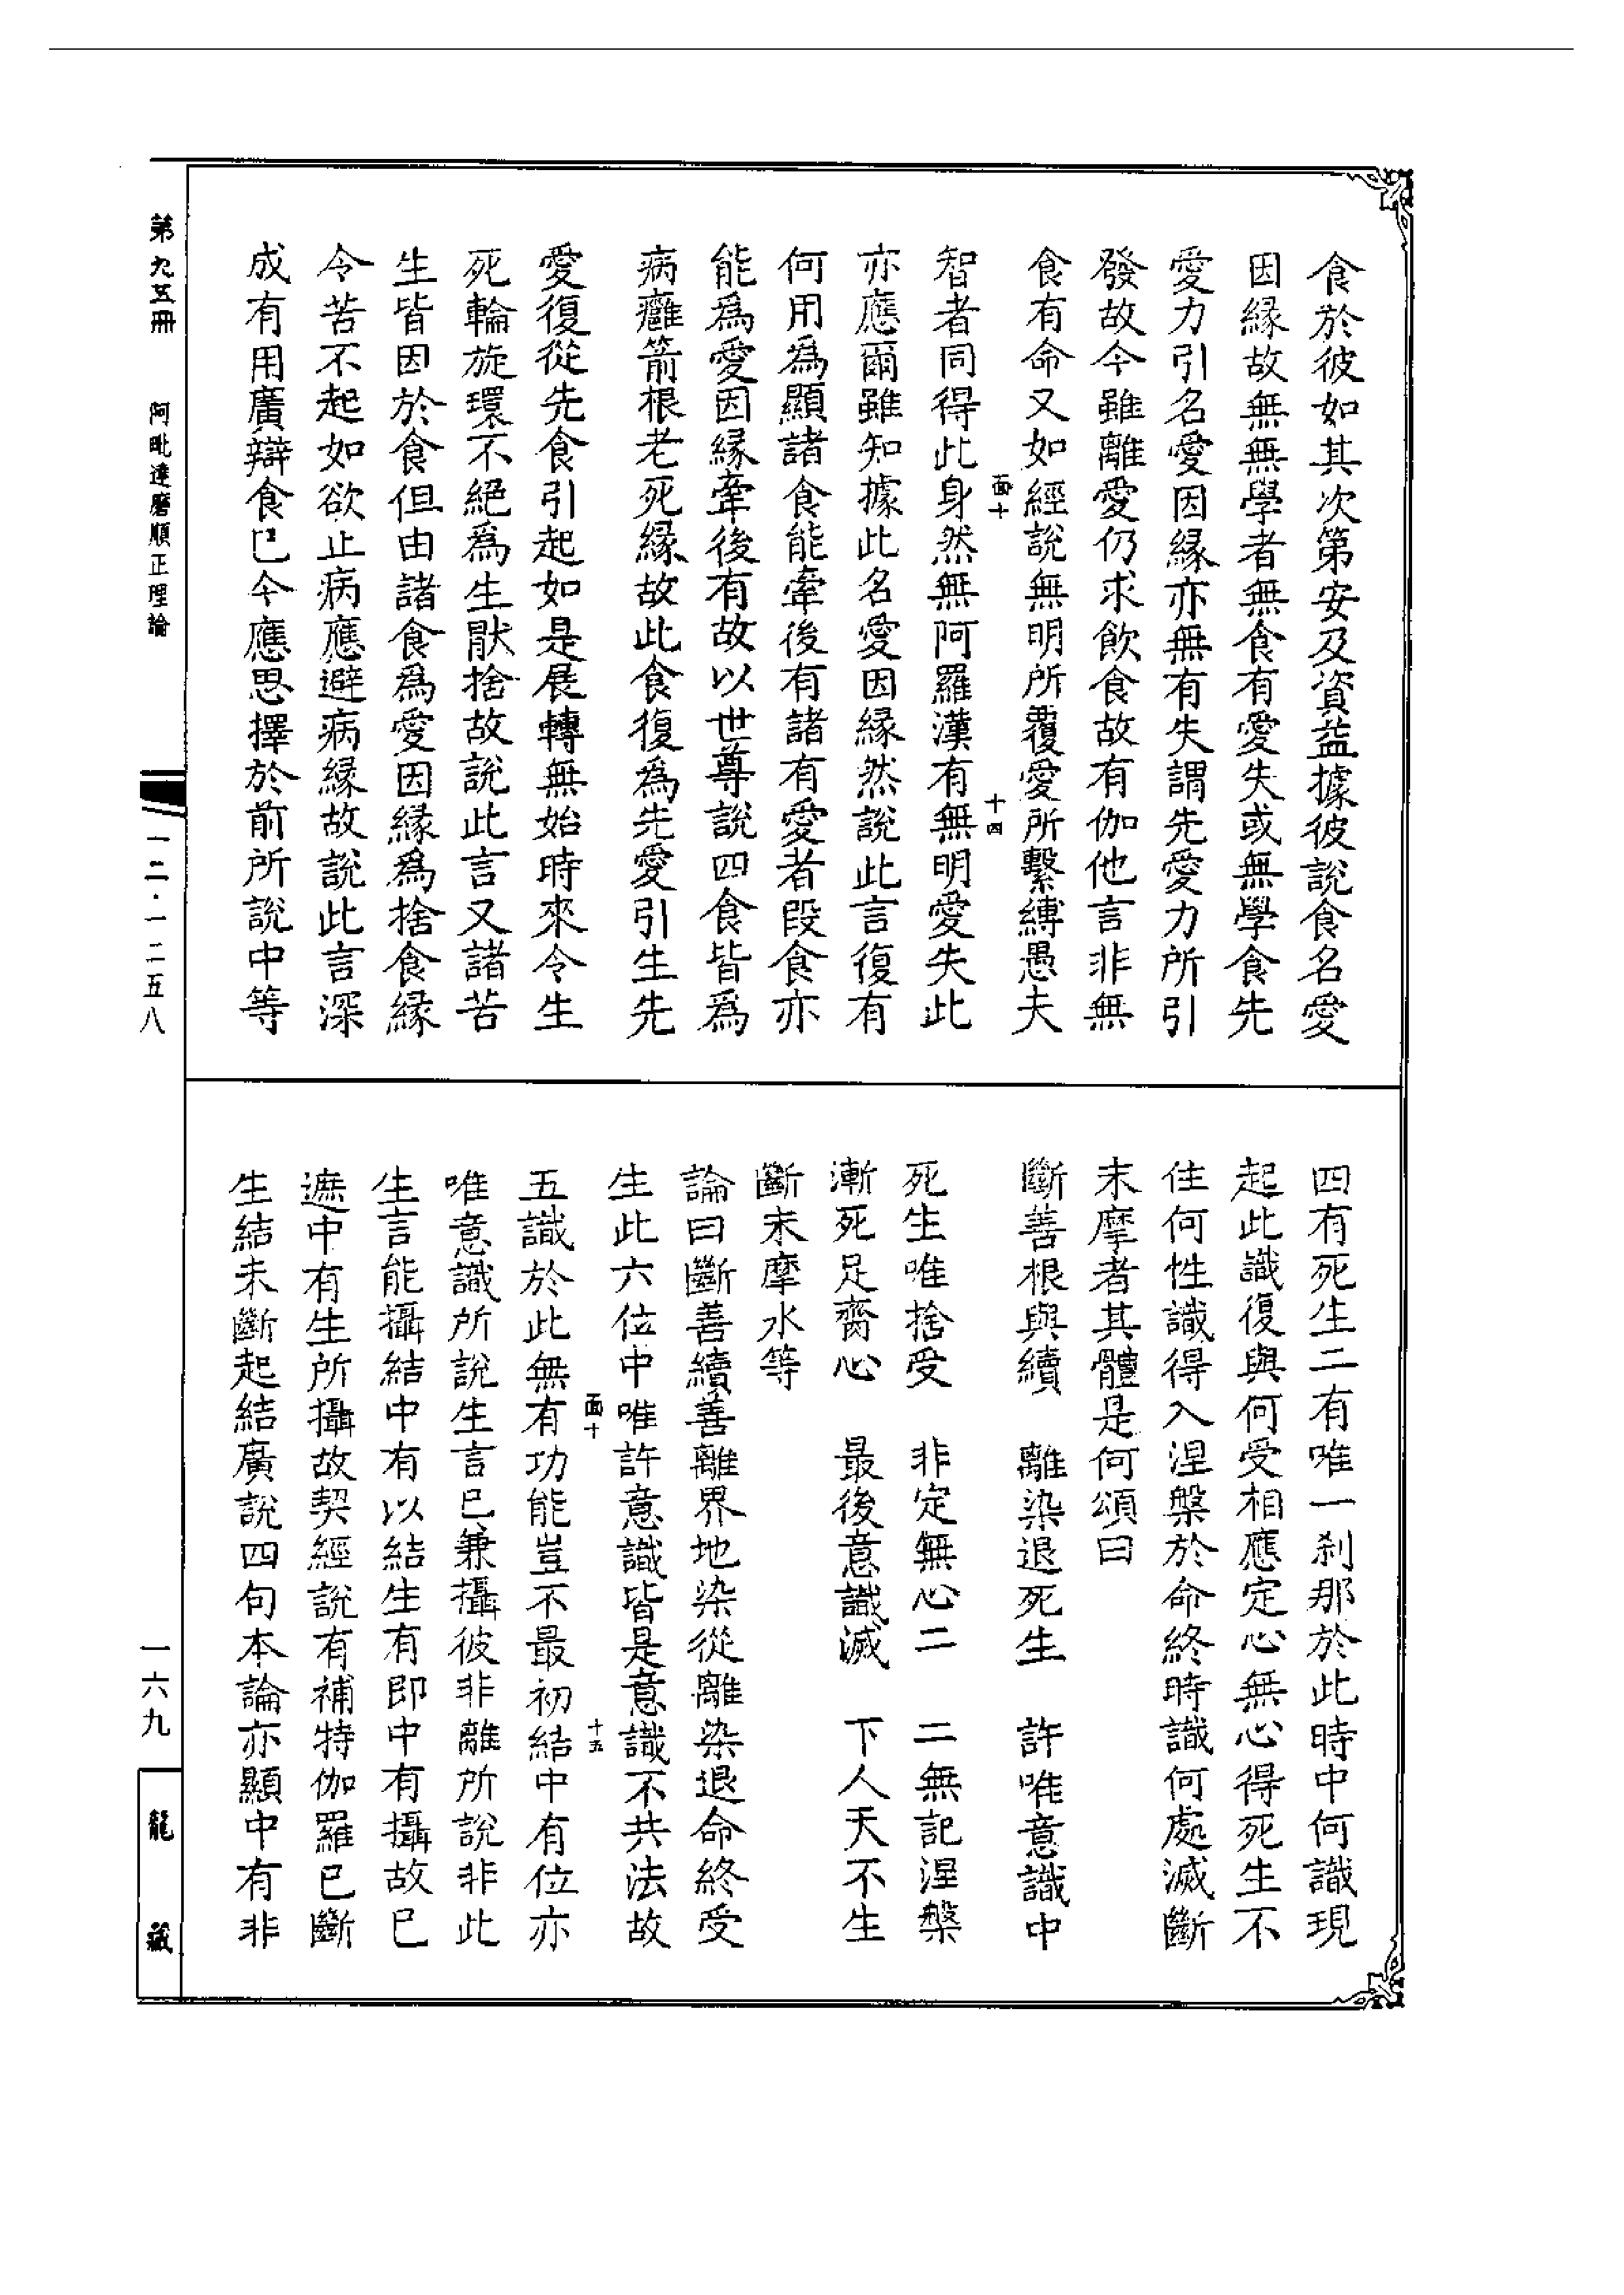 食於彼如其次第安及資益據彼說食名愛
因緣故無無學者無食有愛失或無學食先
愛力引名愛因緣亦無有失謂先愛力所引
發故今雖離愛仍求飲食故有伽他言非無
食有命又如經說無明所覆愛所繫縛愚夫
面十
十四
智者同得此身然無阿羅漢有無明愛失此
亦應爾雖知據此名愛因緣然說此言復有
何用為顯諸食能牽後有諸有愛者段食亦
能為愛因緣牽後有故以世尊說四食皆為
病癰箭根老死緣故此食復為先愛引生先
愛復從先食引起如是展轉無始時來令生
死輪旋環不絕為生猒捨故說此言又諸苦
生皆因於食但由諸食為愛因緣為捨食緣
令苦不起如欲止病應避病緣故說此言深
成有用廣辯食已今應思擇於前所說中等
四有死生二有唯一剎那於此時中何識現
起此識復與何受相應定心無心得死生不
住何性識得入涅槃於命終時識何處滅斷
末摩者其體是何頌曰
斷善根與續 離染退死生 許唯意識中
死生唯捨受 非定無心二 二無記涅槃
漸死足齊心 最後意識滅 下人天不生
斷末摩水等
論曰斷善續善離界地染從離染退命終受
生此六位中唯許意識皆是意識不共法故
面十
十五
五識於此無有功能豈不最初結中有位亦
唯意識所說生言已兼攝彼非離所說非此
生言能攝結中有以結生有即中有攝故已
遮中有生所攝故契經說有補特伽羅已斷
生結未斷起結廣說四句本論亦顯中有非
第九五冊 阿毗達磨順正理論
一二·一二五八
一六九
龍藏